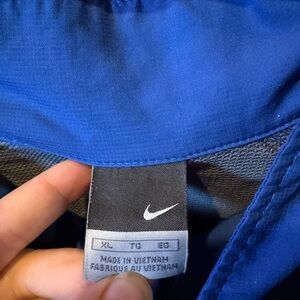 XL TG EG
MADE IN VIETNAM
FABRIQUÉ AU VIETNAM